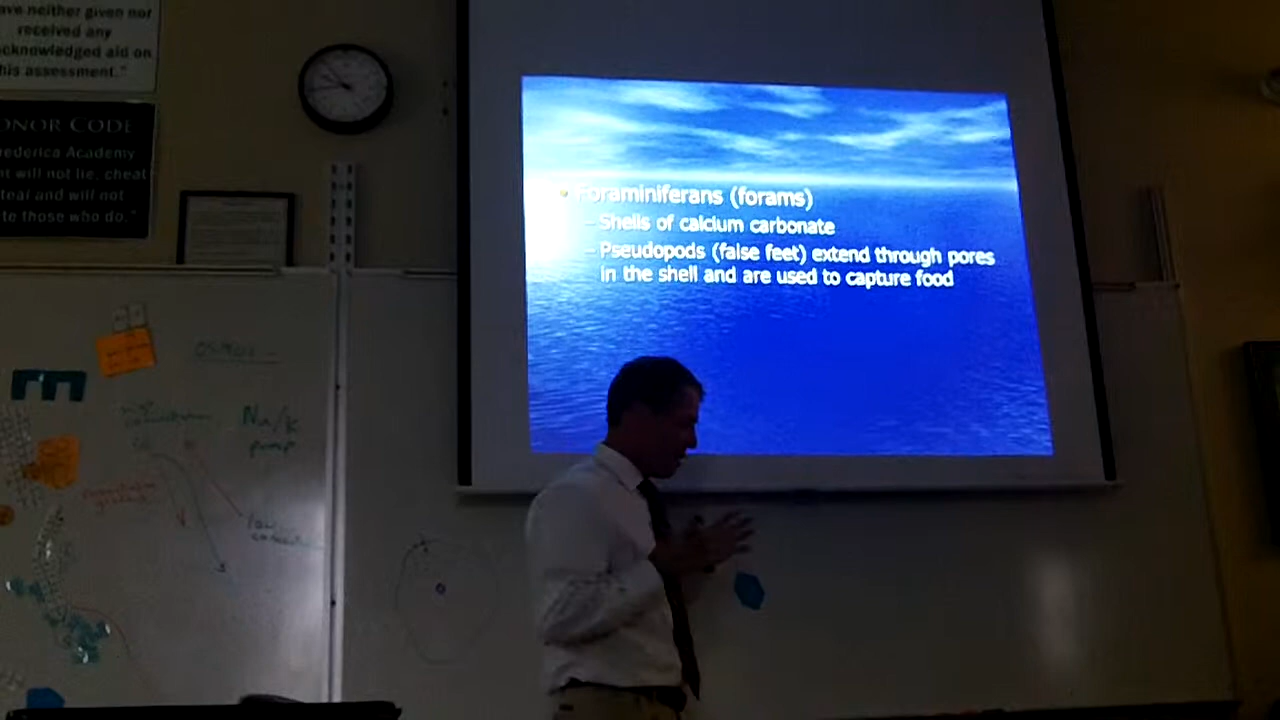 ave neither given nor
received any
cknowledged aid on
his assessment."
ONOR CODE
ederica Academy
nt will not lie, cheat
teal and will not
te those who do."
Foraminiferans (forams)
– Shells of calcium carbonate
– Pseudopods (false feet) extend through pores
in the shell and are used to capture food
Na/K
pump